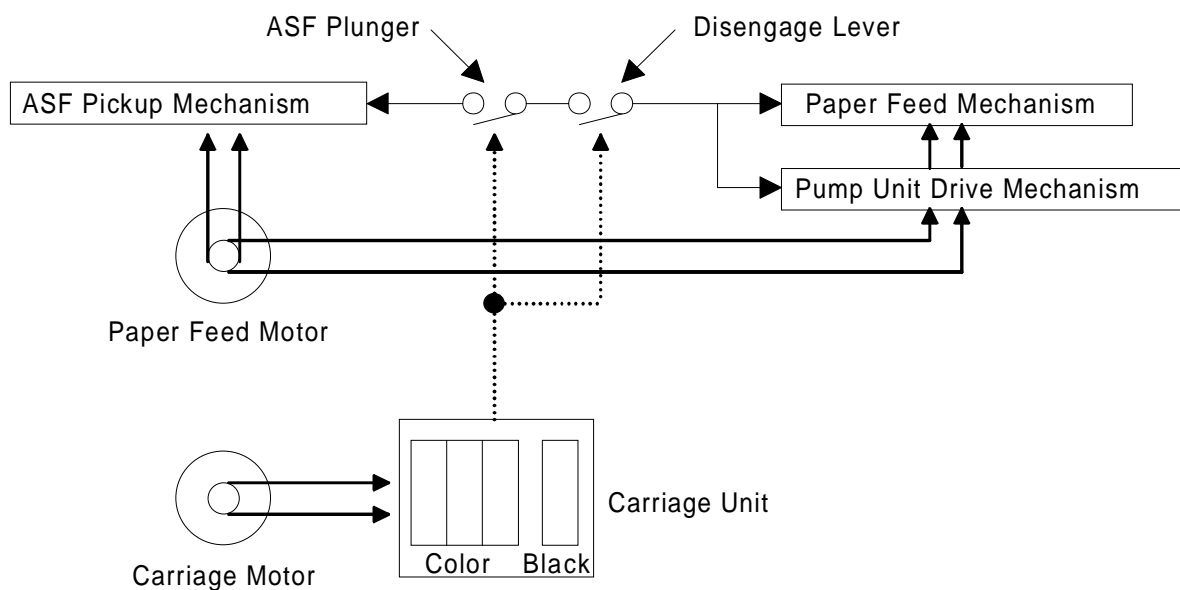 ASF Plunger
Disengage Lever
ASF Pickup Mechanism
Paper Feed Mechanism
Pump Unit Drive Mechanism
Paper Feed Motor
Carriage Unit
Color
Black
Carriage Motor